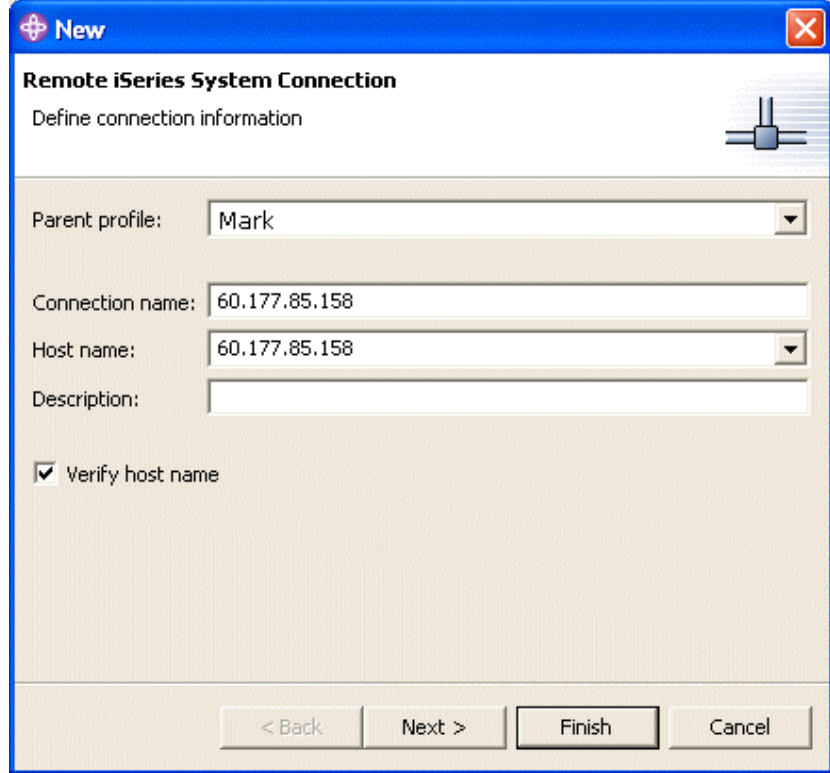 New
Remote iSeries System Connection
Define connection information
Parent profile: Mark
Connection name: 60.177.85.158
Host name: 60.177.85.158
Description:
Verify host name
< Back Next > Finish Cancel